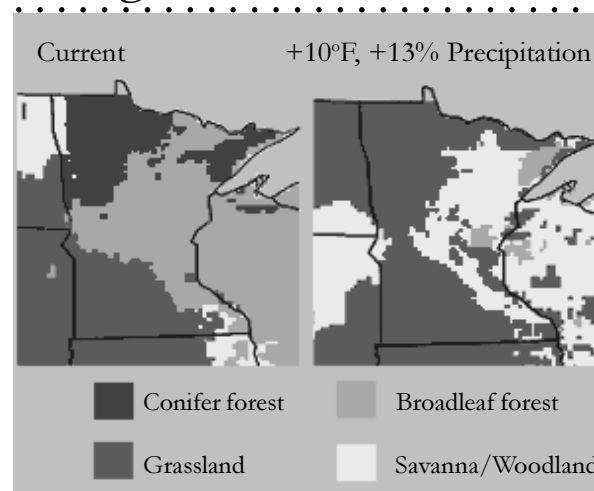 Current
+10°F, +13% Precipitation
Conifer forest
Broadleaf forest
Grassland
Savanna/Woodland